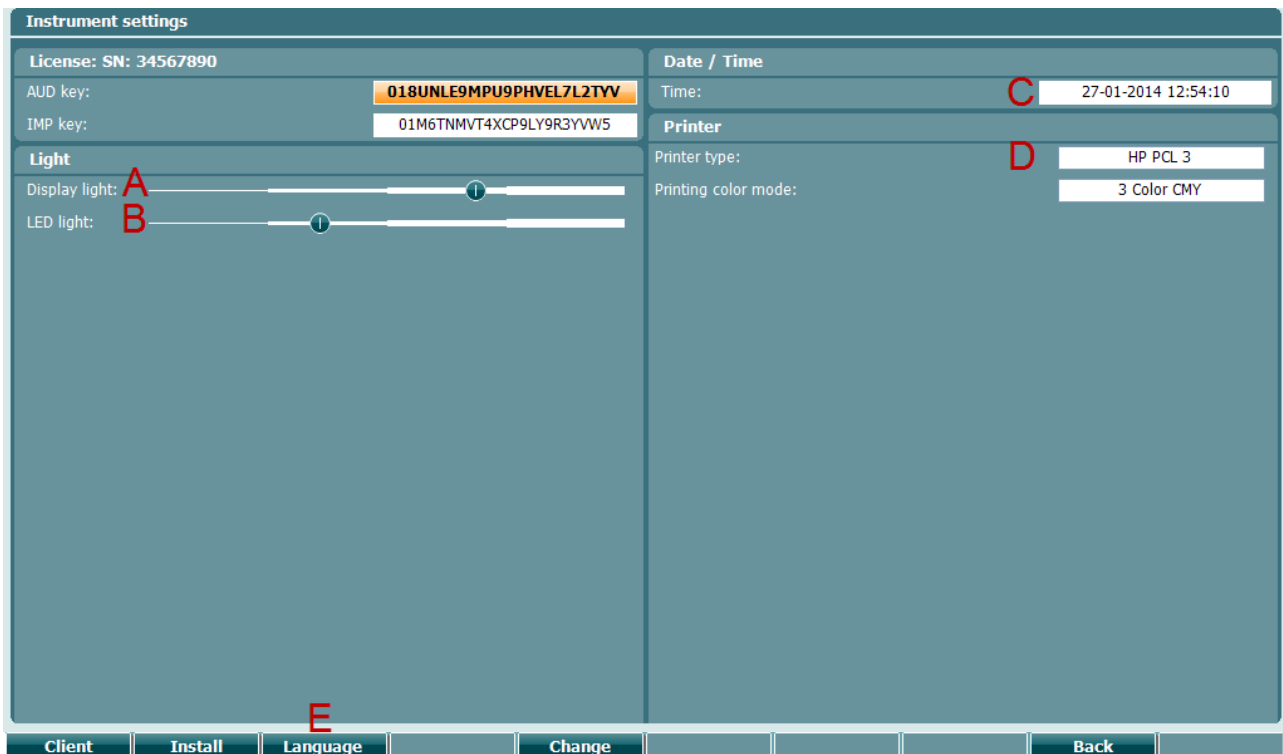 Instrument settings
License: SN: 34567890
AUD key: 018UNLE9MPU9PHVEL7L2TYV
IMP key: 01M6TNMVT4XCP9LY9R3YVW5
Light
Display light: A
LED light: B
Date / Time
Time: C 27-01-2014 12:54:10
Printer
Printer type: D HP PCL 3
Printing color mode: 3 Color CMY
E
Client Install Language Change Back